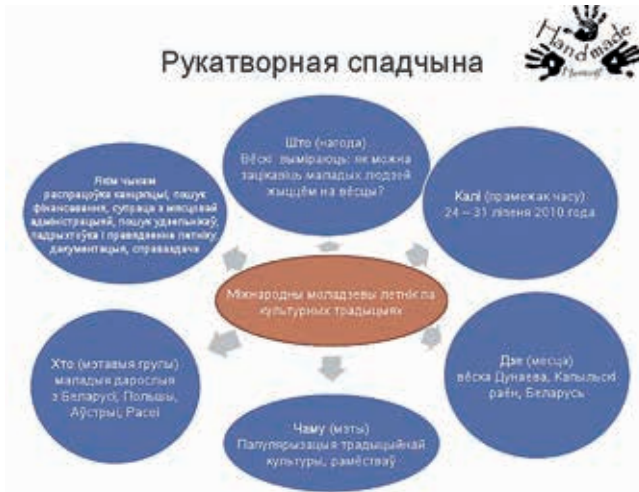 Handmade
Рукатворная спадчына
Што (нагода)
Вёскі выміраюць: як можна
зацікавіць маладых людзей
жыццём на вёсцы?
Якім чынам
распрацоўка канцэпцыі, пошук
фінансавання, супраца з мясцовай
адміністрацыяй, пошук удзельнікаў,
падрыхтоўка і правядзенне летніку,
дакументацыя, справаздача
Калі (прамежак часу)
24 – 31 ліпеня 2010 года
Міжнародны моладзевы летнік па
культурных традыцыях
Хто (мэтавыя групы)
маладыя дарослыя
з Беларусі, Польшы,
Аўстрыі, Расеі
Дзе (месца)
вёска Дунаева, Капыльскі
раён, Беларусь
Чаму (мэты)
Папулярызацыя традыцыйнай
культуры, рамёстваў